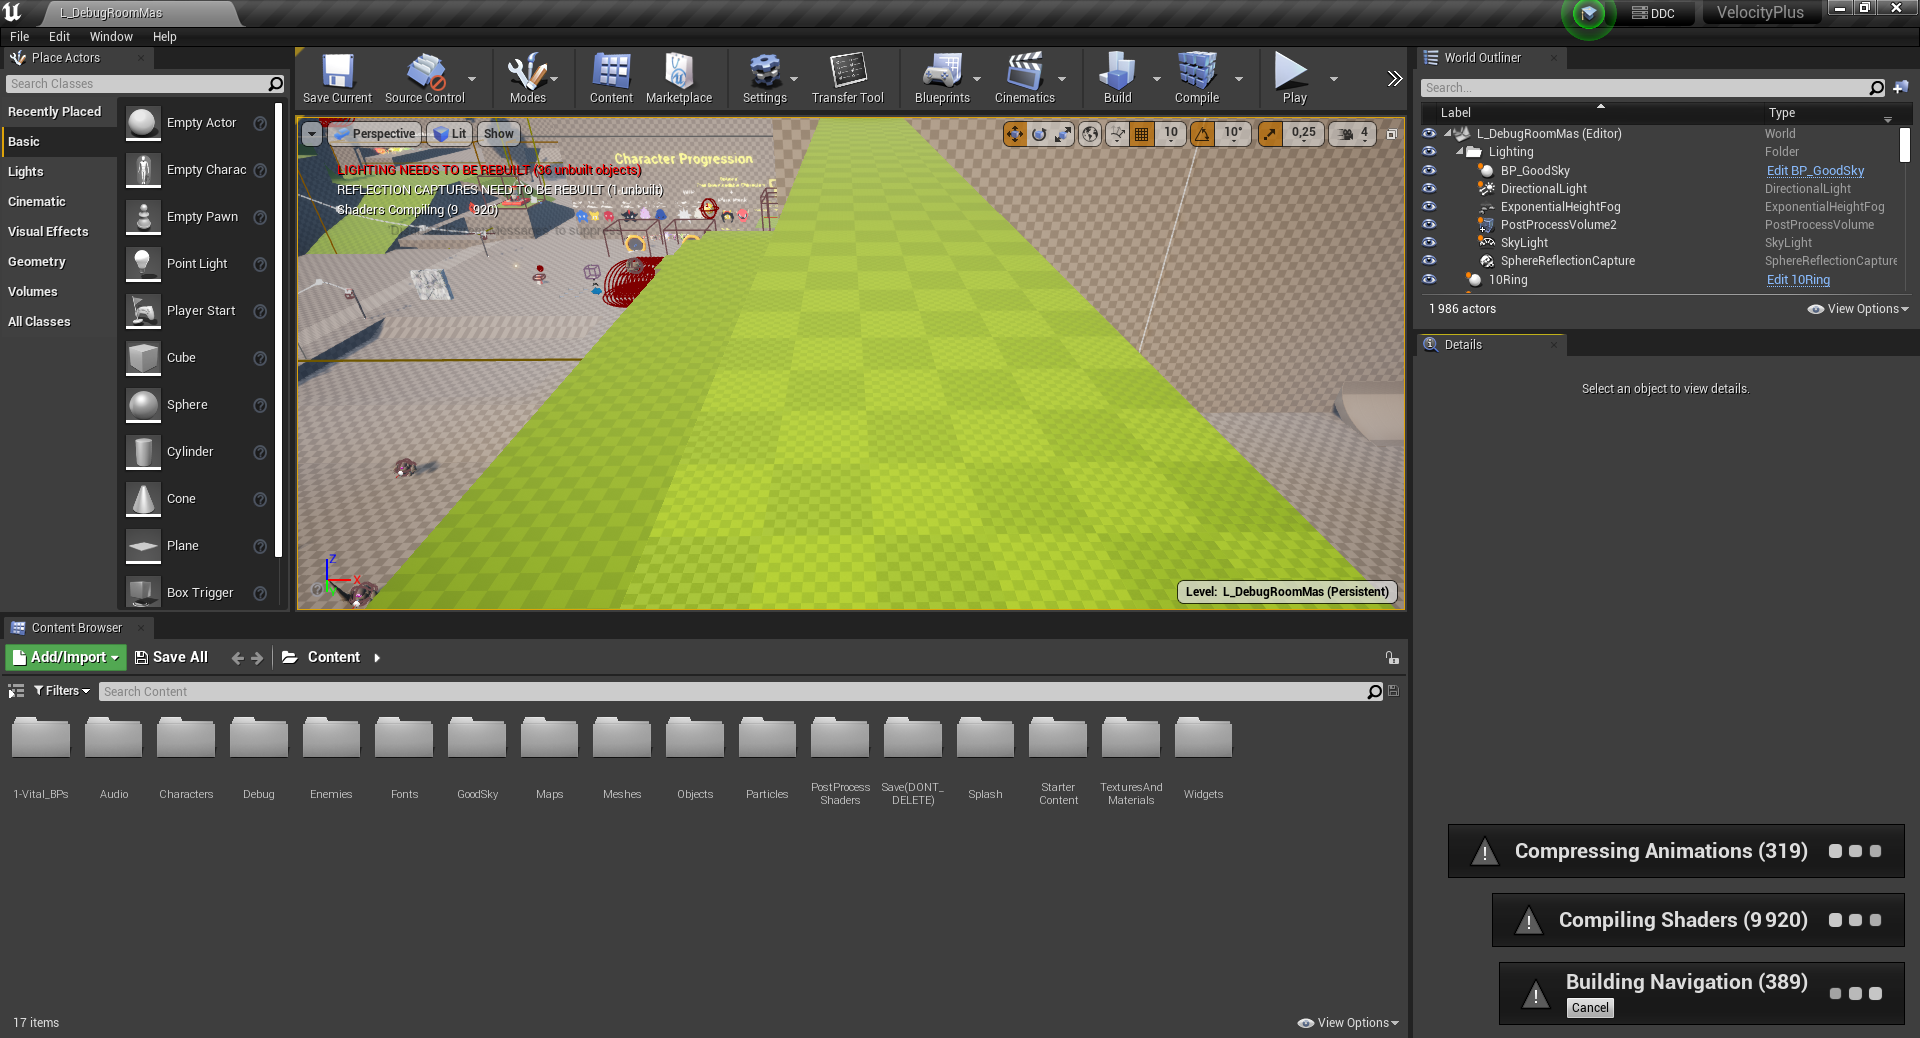 L_DebugRoomMas
DDC
VelocityPlus
File
Edit
Window
Help
Place Actors
Search Classes
Recently Placed
Basic
Lights
Cinematic
Visual Effects
Geometry
Volumes
All Classes
Empty Actor
Empty Charac
Empty Pawn
Point Light
Player Start
Cube
Sphere
Cylinder
Cone
Plane
Box Trigger
Save Current
Source Control
Modes
Content
Marketplace
Settings
Transfer Tool
Blueprints
Cinematics
Build
Compile
Play
Perspective
Lit
Show
10
10°
0,25
4
Character Progression
LIGHTING NEEDS TO BE REBUILT (36 unbuilt objects)
REFLECTION CAPTURES NEED TO BE REBUILT (1 unbuilt)
Shaders Compiling (9 920)
Z
X
Level: L_DebugRoomMas (Persistent)
World Outliner
Search...
Label
Type
L_DebugRoomMas (Editor)
World
Lighting
Folder
BP_GoodSky
Edit BP_GoodSky
DirectionalLight
DirectionalLight
ExponentialHeightFog
ExponentialHeightFog
PostProcessVolume2
PostProcessVolume
SkyLight
SkyLight
SphereReflectionCapture
SphereReflectionCapture
10Ring
Edit 10Ring
1 986 actors
View Options
Details
Select an object to view details.
Content Browser
Add/Import
Save All
Content
Filters
Search Content
1-Vital_BPs
Audio
Characters
Debug
Enemies
Fonts
GoodSky
Maps
Meshes
Objects
Particles
PostProcess
Shaders
Save(DONT_
DELETE)
Splash
Starter
Content
TexturesAnd
Materials
Widgets
17 items
View Options
Compressing Animations (319)
Compiling Shaders (9 920)
Building Navigation (389)
Cancel